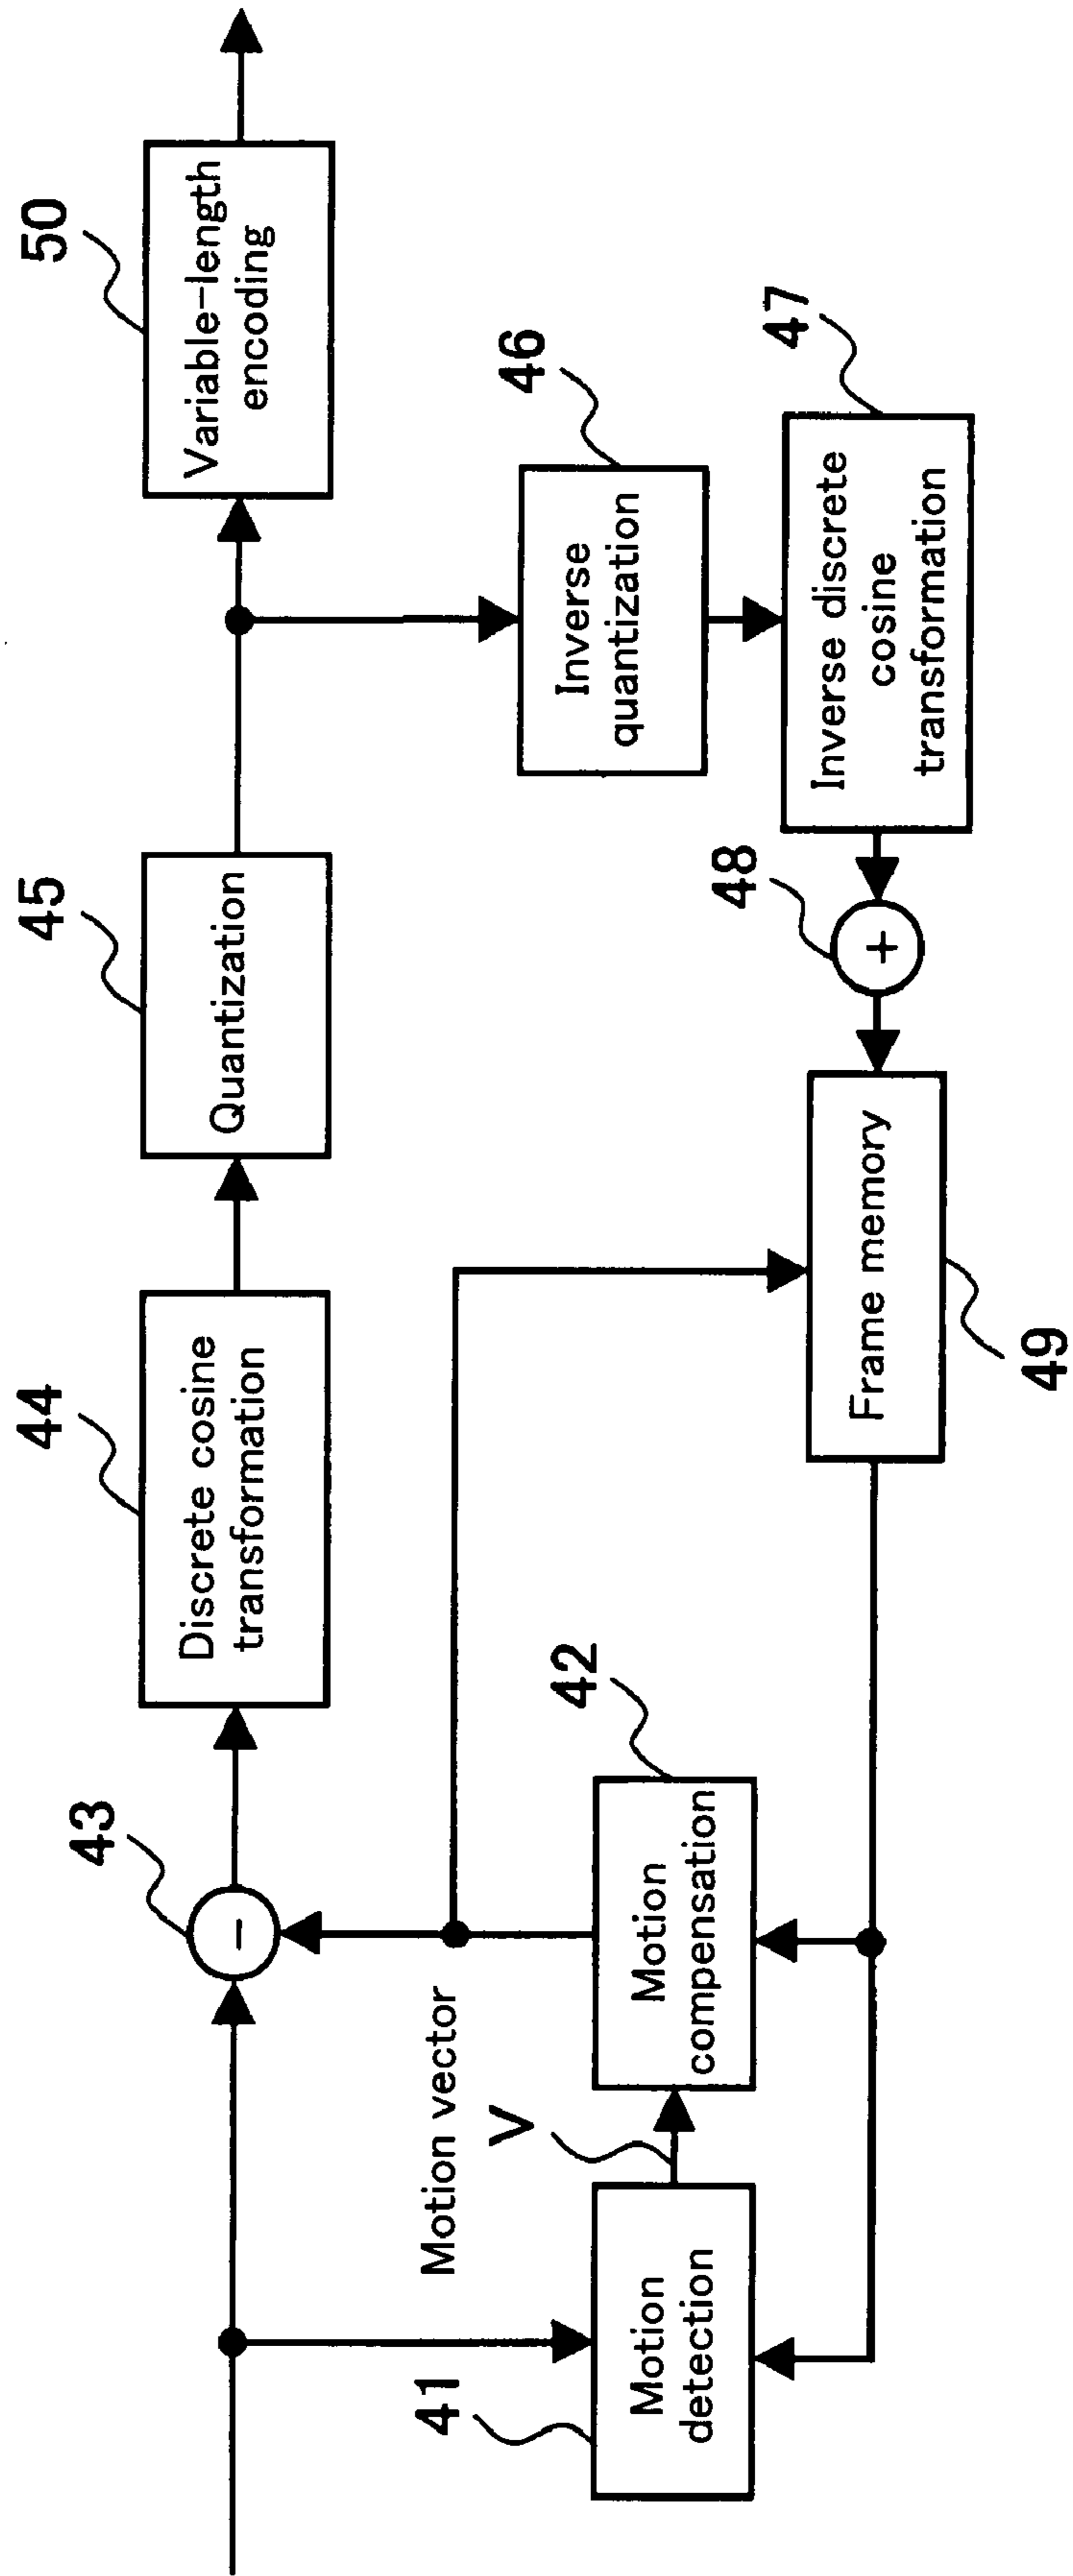 50
Variable-length
encoding
45
Quantization
44
Discrete cosine
transformation
43
−
46
Inverse
quantization
47
Inverse discrete
cosine
transformation
48
+
Frame memory
49
42
Motion
compensation
Motion vector
V
41
Motion
detection